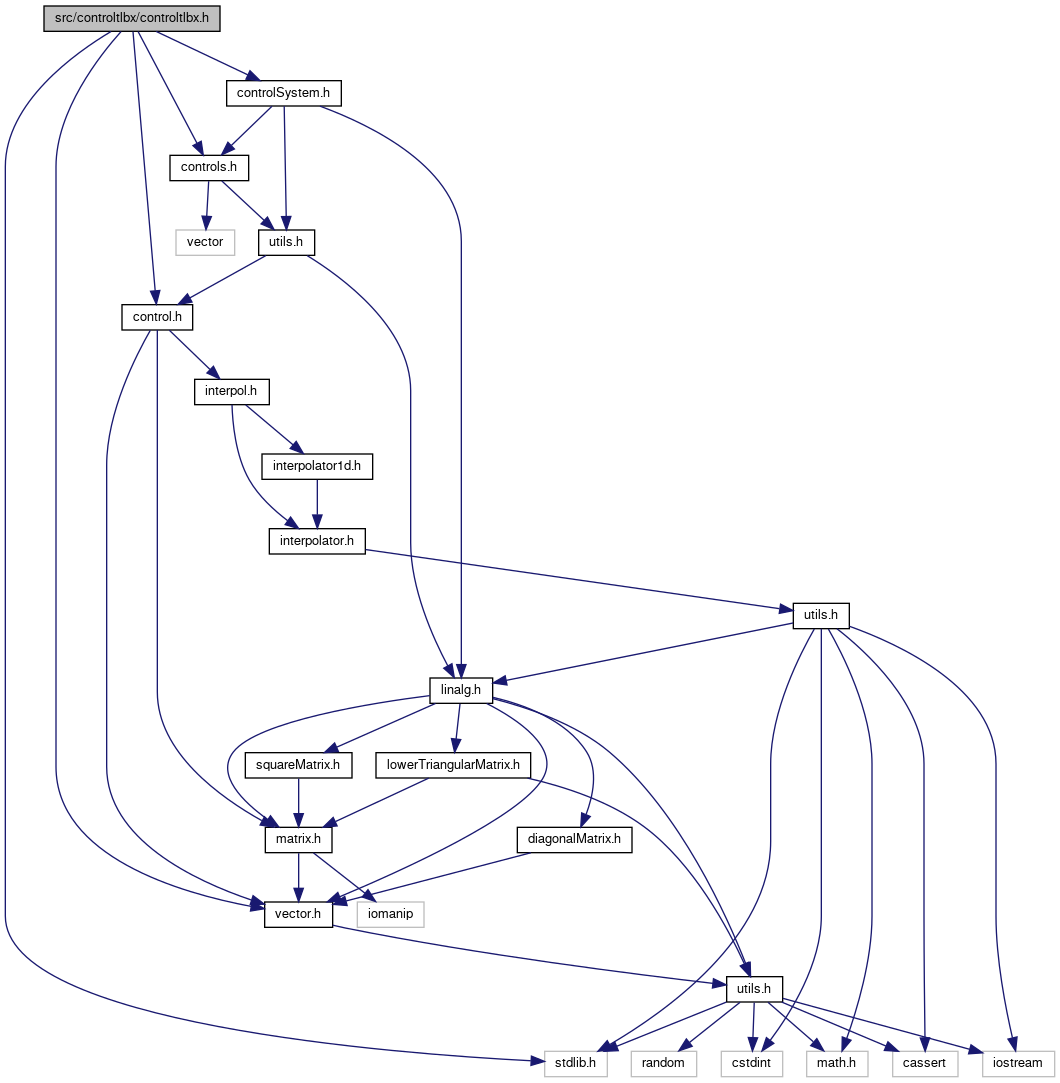 src/controltlbx/controltlbx.h
controlSystem.h
controls.h
vector
utils.h
control.h
interpol.h
interpolator1d.h
interpolator.h
utils.h
linalg.h
squareMatrix.h
lowerTriangularMatrix.h
matrix.h
diagonalMatrix.h
vector.h
iomanip
utils.h
stdlib.h
random
cstdint
math.h
cassert
iostream